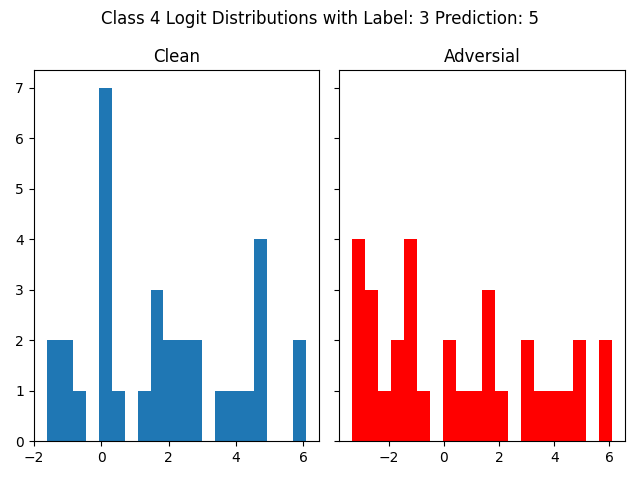 Class 4 Logit Distributions with Label: 3 Prediction: 5
Clean
Adversial
7
6
5
4
3
2
1
0
−2 0 2 4 6
−2 0 2 4 6